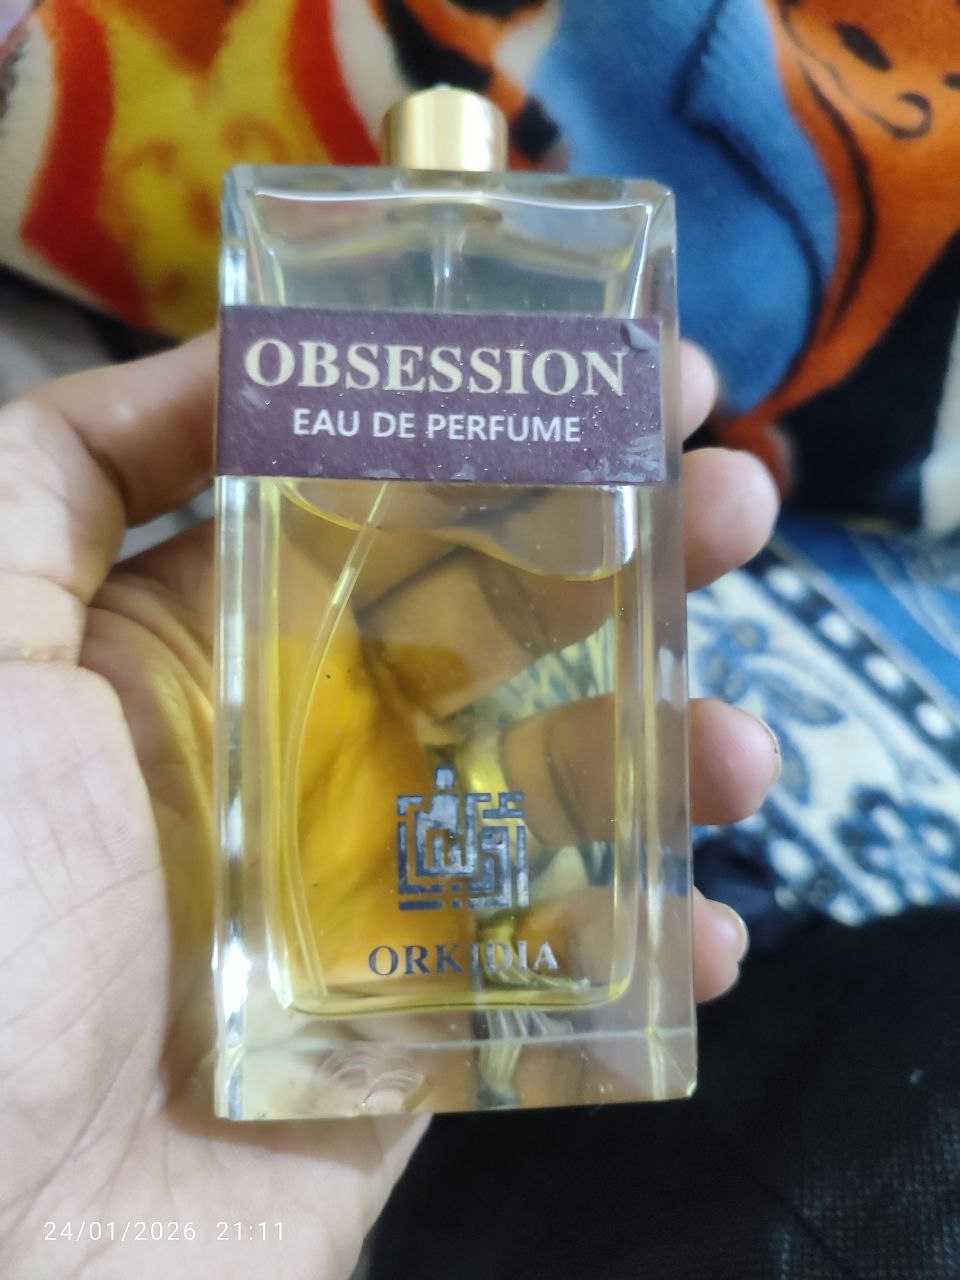 OBSESSION
EAU DE PERFUME
ORKIDIA
24/01/2026 21:11